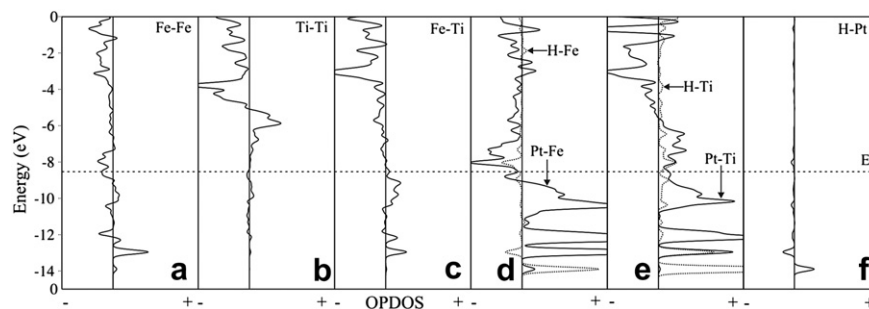 0
-2
-4
-6
-8
-10
-12
-14
0
Energy (eV)
Fe-Fe
Ti-Ti
Fe-Ti
H-Fe
Pt-Fe
H-Ti
Pt-Ti
H-Pt
E
a
b
c
d
e
f
- + - + - OPDOS + - + - + - +